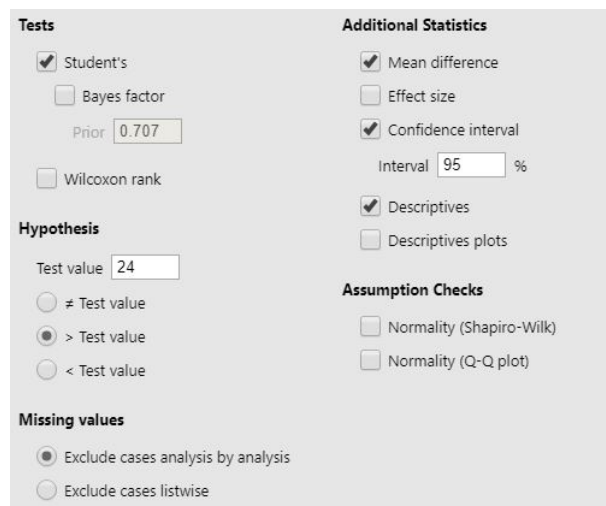 Tests
Student's
Bayes factor
Prior 0.707
Wilcoxon rank
Hypothesis
Test value 24
≠ Test value
> Test value
< Test value
Missing values
Exclude cases analysis by analysis
Exclude cases listwise
Additional Statistics
Mean difference
Effect size
Confidence interval
Interval 95 %
Descriptives
Descriptives plots
Assumption Checks
Normality (Shapiro-Wilk)
Normality (Q-Q plot)